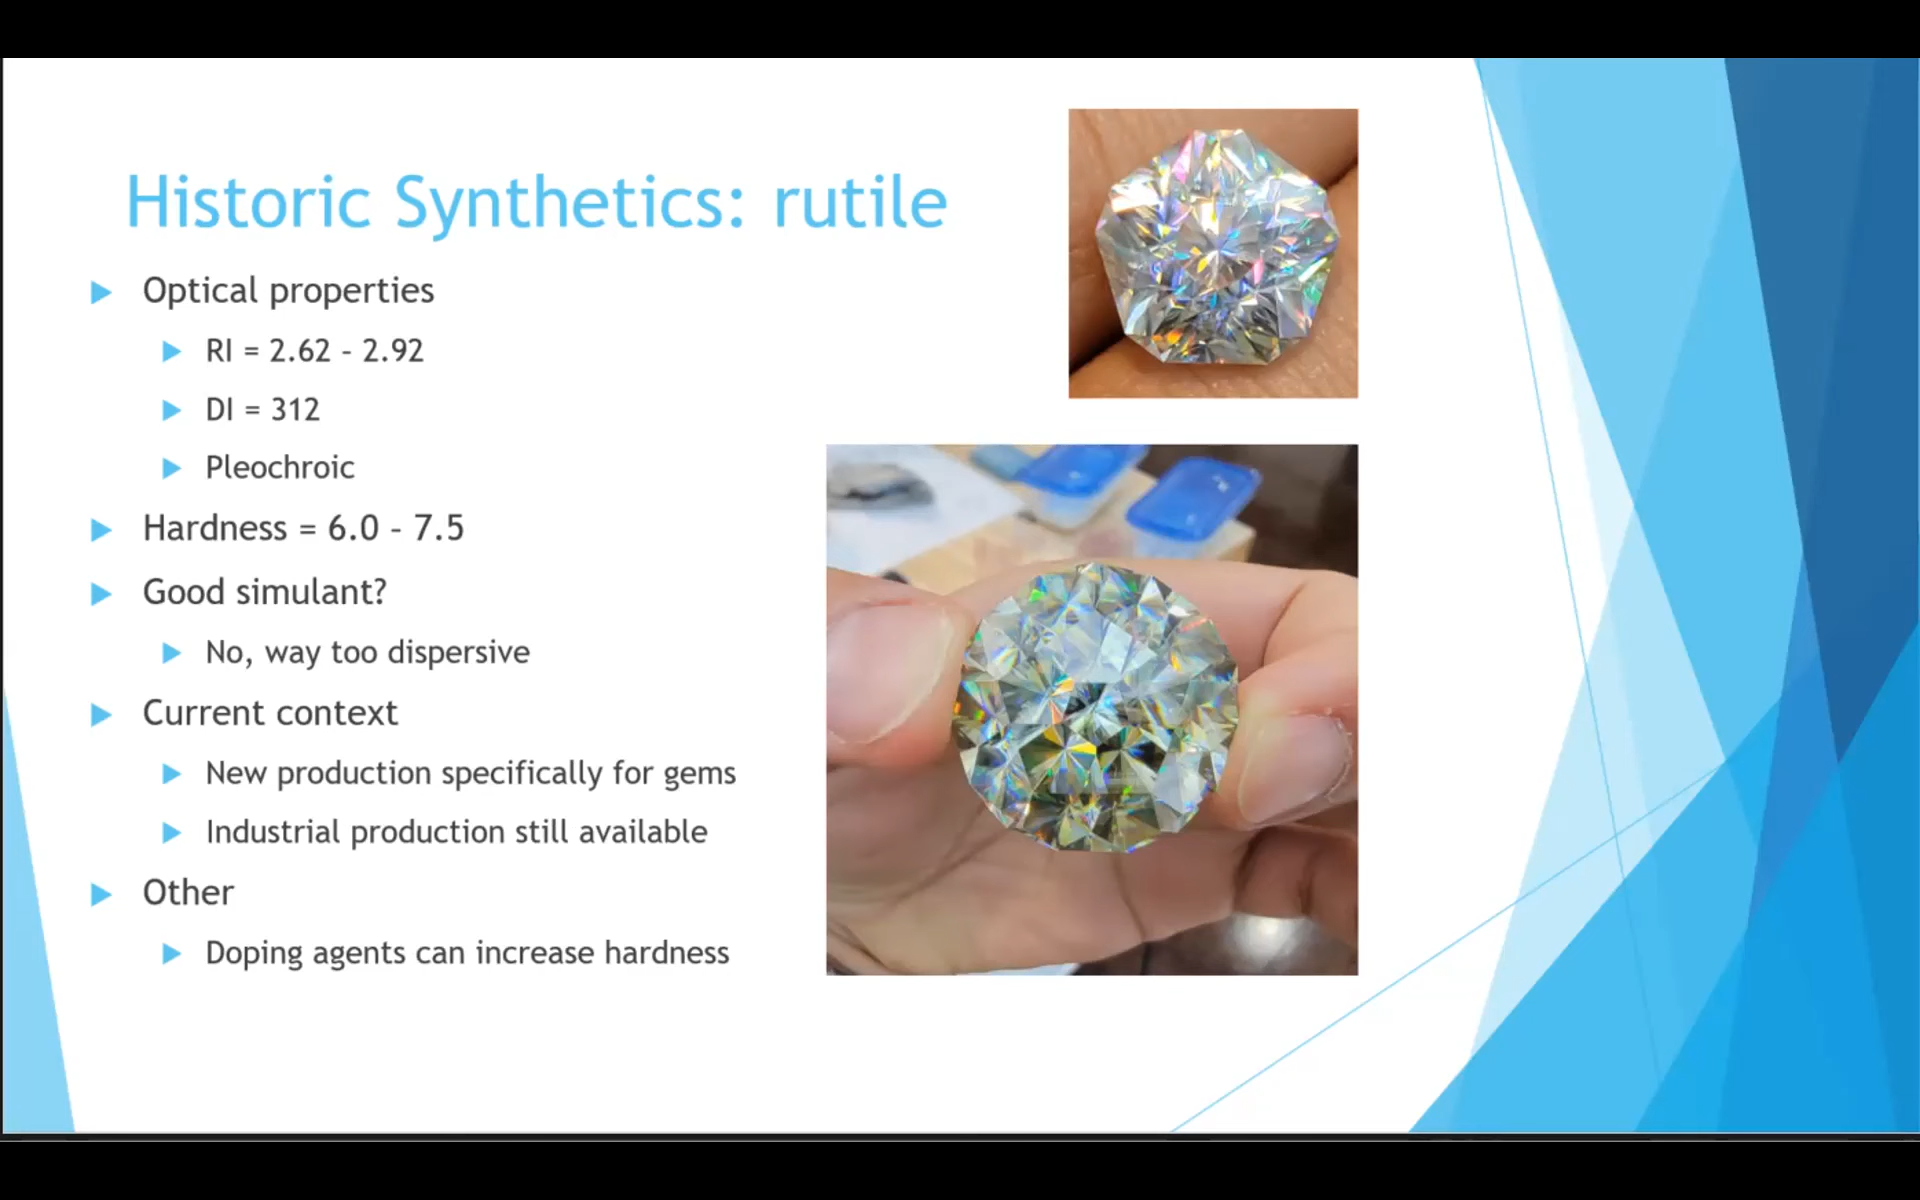 Historic Synthetics: rutile
Optical properties
RI = 2.62 - 2.92
DI = 312
Pleochroic
Hardness = 6.0 - 7.5
Good simulant?
No, way too dispersive
Current context
New production specifically for gems
Industrial production still available
Other
Doping agents can increase hardness